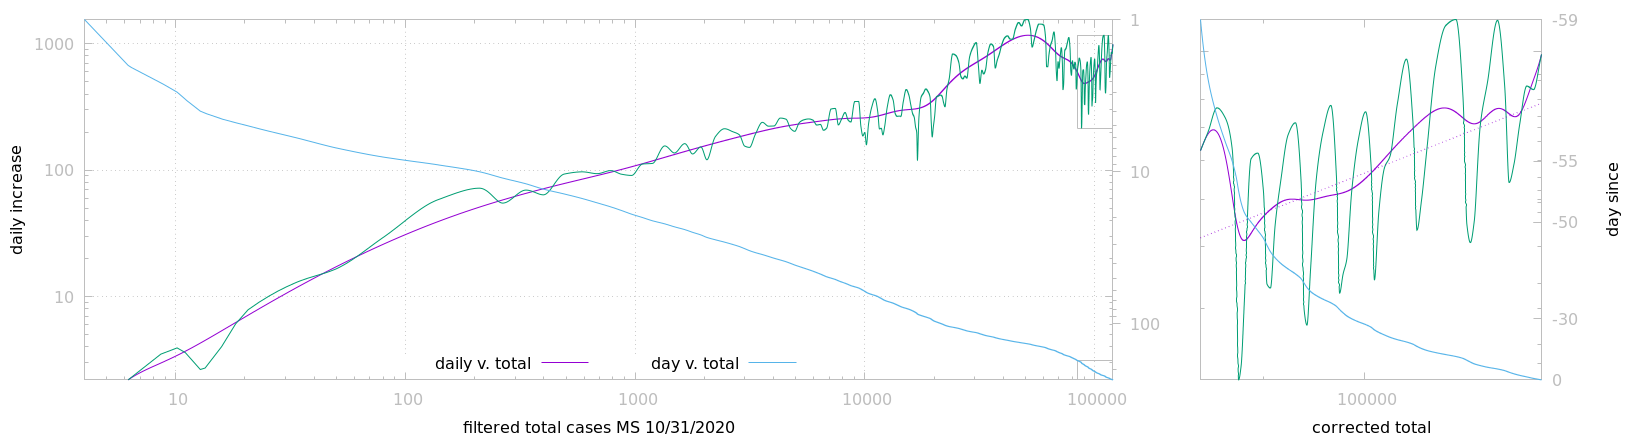 daily increase
1000
100
10
10
100
1000
10000
100000
filtered total cases MS 10/31/2020
daily v. total
day v. total
1
10
100
100000
corrected total
-59
-55
-50
-30
0
day since